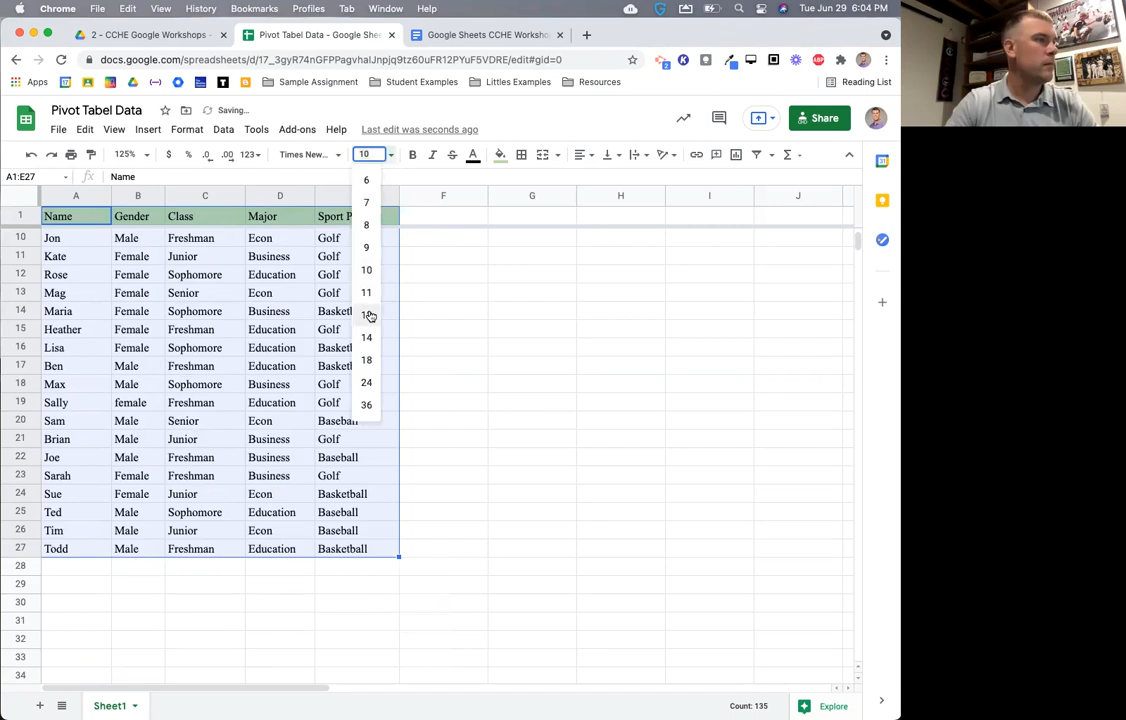 Chrome File Edit View History Bookmarks Profiles Tab Window Help Tue Jun 29 6:04 PM
2 - CCHE Google Workshops - Pivot Tabel Data - Google Shee Google Sheets CCHE Workshop
docs.google.com/spreadsheets/d/17_3gyR74nGFPPagvhaIJnpjq9tz60uFR12PYuF5VDRE/edit#gid=0
Apps Sample Assignment Student Examples Littles Examples Resources Reading List
Pivot Tabel Data Saving...
File Edit View Insert Format Data Tools Add-ons Help Last edit was seconds ago Share
125% $ % .0 .00 123 Times New... 10 B I S A
A1:E27 fx Name
A B C D F G H I J
1 Name Gender Class Major Sport
10 Jon Male Freshman Econ Golf
11 Kate Female Junior Business Golf
12 Rose Female Sophomore Education Golf
13 Mag Female Senior Econ Golf
14 Maria Female Sophomore Business
15 Heather Female Freshman Education Golf
16 Lisa Female Sophomore Education
17 Ben Male Freshman Education
18 Max Male Sophomore Business Golf
19 Sally female Freshman Education Golf
20 Sam Male Senior Econ Baseball
21 Brian Male Junior Business Golf
22 Joe Male Freshman Business Baseball
23 Sarah Female Freshman Business Golf
24 Sue Female Junior Econ Basketball
25 Ted Male Sophomore Education Baseball
26 Tim Male Junior Econ Baseball
27 Todd Male Freshman Education Basketball
28
29
30
31
32
33
34
6
7
8
9
10
11
14
18
24
36
Sheet1 Count: 135 Explore